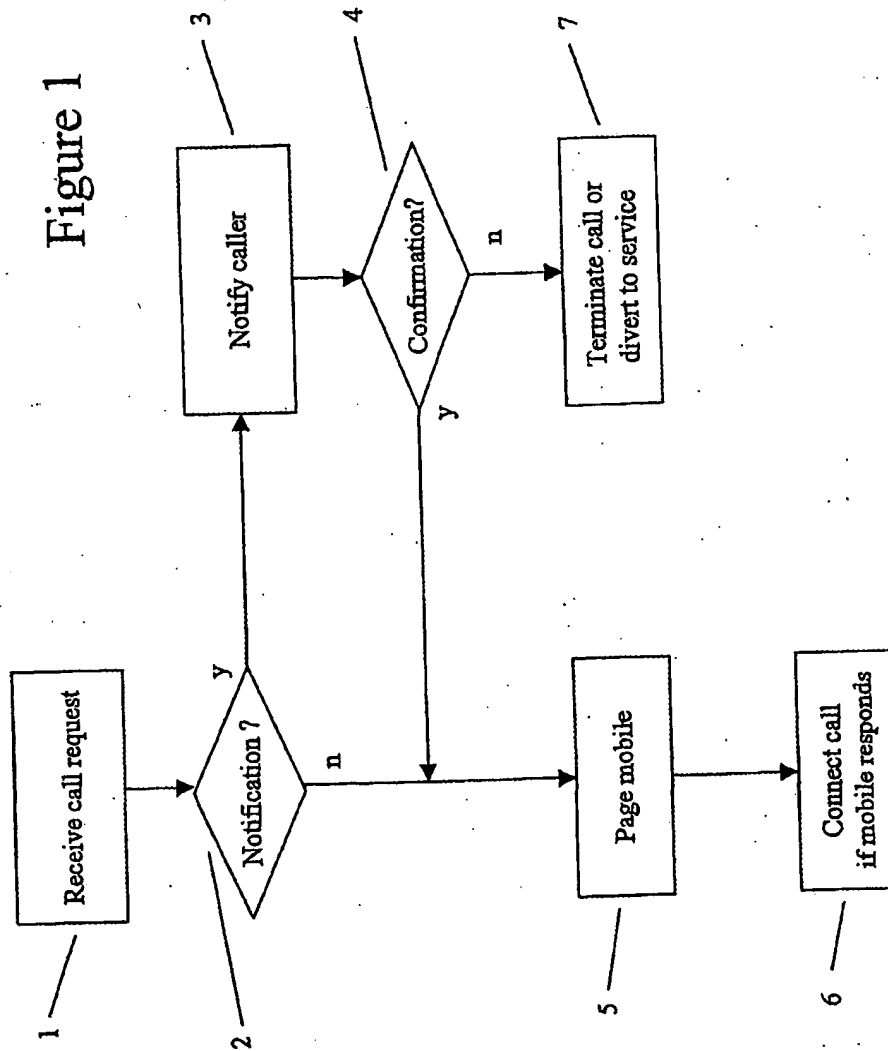 Figure 1
1
Receive call request
2
Notification ?
y
n
3
Notify caller
4
Confirmation?
y
n
5
Page mobile
6
Connect call
if mobile responds
7
Terminate call or
divert to service